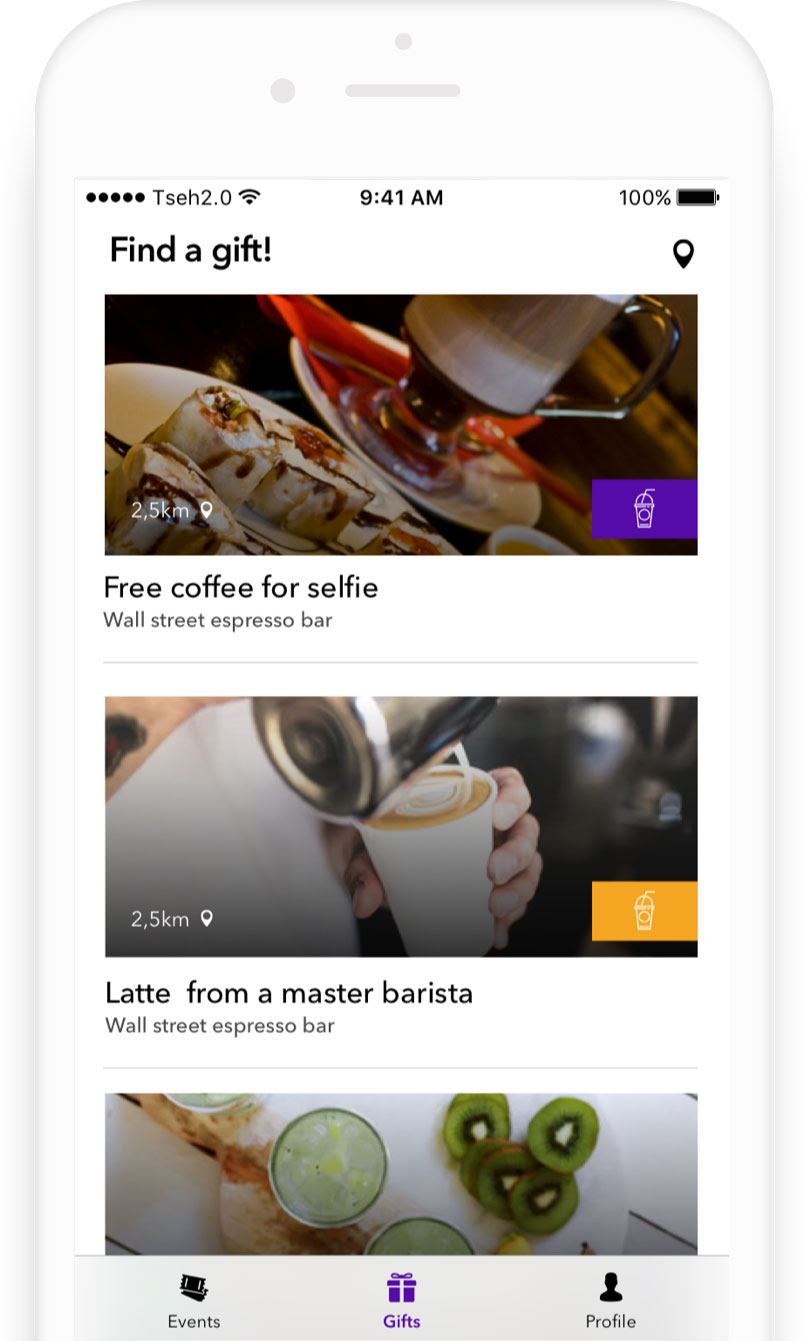 Tseh2.0 9:41 AM 100%
Find a gift!
2,5km
Free coffee for selfie
Wall street espresso bar
2,5km
Latte  from a master barista
Wall street espresso bar
Events Gifts Profile